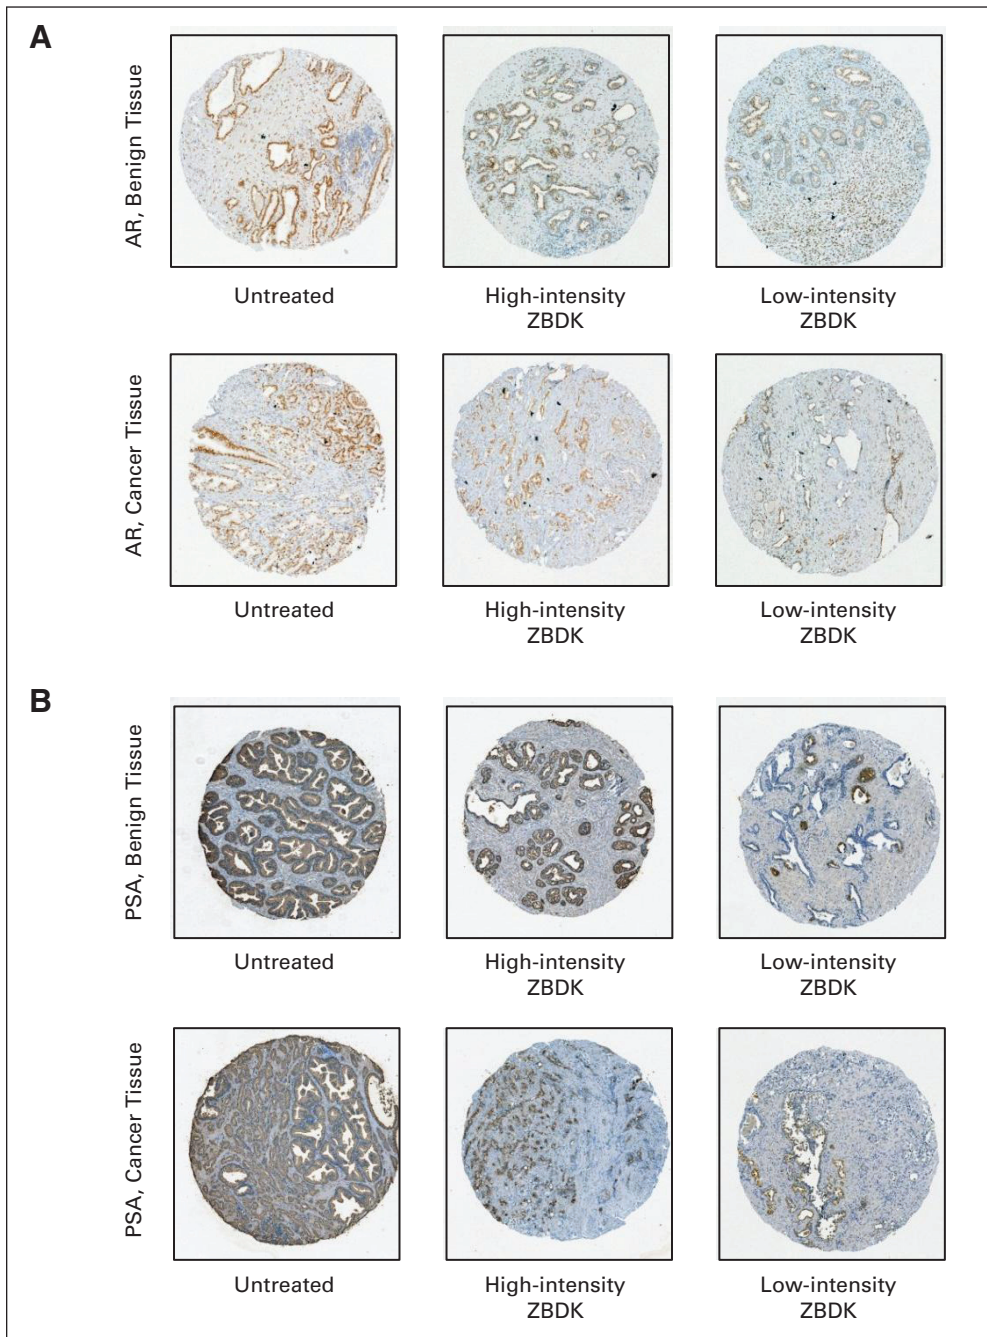 A
AR, Benign Tissue
Untreated
High-intensity
ZBDK
Low-intensity
ZBDK
AR, Cancer Tissue
Untreated
High-intensity
ZBDK
Low-intensity
ZBDK
B
PSA, Benign Tissue
Untreated
High-intensity
ZBDK
Low-intensity
ZBDK
PSA, Cancer Tissue
Untreated
High-intensity
ZBDK
Low-intensity
ZBDK